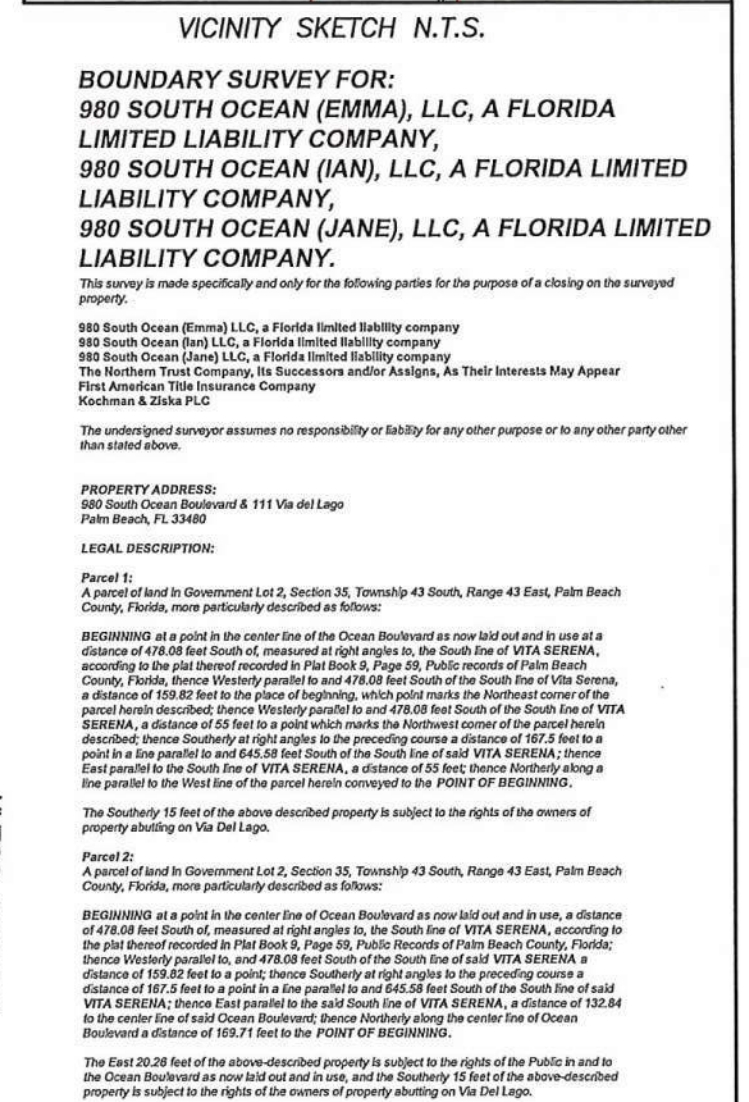 VICINITY SKETCH N.T.S.
BOUNDARY SURVEY FOR:
980 SOUTH OCEAN (EMMA), LLC, A FLORIDA
LIMITED LIABILITY COMPANY,
980 SOUTH OCEAN (IAN), LLC, A FLORIDA LIMITED
LIABILITY COMPANY,
980 SOUTH OCEAN (JANE), LLC, A FLORIDA LIMITED
LIABILITY COMPANY.
This survey is made specifically and only for the following parties for the purpose of a closing on the surveyed
property.
980 South Ocean (Emma) LLC, a Florida limited liability company
980 South Ocean (Ian) LLC, a Florida limited liability company
980 South Ocean (Jane) LLC, a Florida limited liability company
The Northern Trust Company, Its Successors and/or Assigns, As Their Interests May Appear
First American Title Insurance Company
Kochman & Ziska PLC
The undersigned surveyor assumes no responsibility or liability for any other purpose or to any other party other
than stated above.
PROPERTY ADDRESS:
980 South Ocean Boulevard & 111 Via del Lago
Palm Beach, FL 33480
LEGAL DESCRIPTION:
Parcel 1:
A parcel of land in Government Lot 2, Section 35, Township 43 South, Range 43 East, Palm Beach
County, Florida, more particularly described as follows:
BEGINNING at a point in the center line of the Ocean Boulevard as now laid out and in use at a
distance of 478.08 feet South of, measured at right angles to, the South line of VITA SERENA,
according to the plat thereof recorded in Plat Book 9, Page 59, Public records of Palm Beach
County, Florida, thence Westerly parallel to and 478.08 feet South of the South line of Vita Serena,
a distance of 159.82 feet to the place of beginning, which point marks the Northeast corner of the
parcel herein described; thence Westerly parallel to and 478.08 feet South of the South line of VITA
SERENA, a distance of 55 feet to a point which marks the Northwest corner of the parcel herein
described; thence Southerly at right angles to the preceding course a distance of 167.5 feet to a
point in a line parallel to and 645.58 feet South of the South line of said VITA SERENA; thence
East parallel to the South line of VITA SERENA, a distance of 55 feet; thence Northerly along a
line parallel to the West line of the parcel herein conveyed to the POINT OF BEGINNING.
The Southerly 15 feet of the above described property is subject to the rights of the owners of
property abutting on Via Del Lago.
Parcel 2:
A parcel of land in Government Lot 2, Section 35, Township 43 South, Range 43 East, Palm Beach
County, Florida, more particularly described as follows:
BEGINNING at a point in the center line of Ocean Boulevard as now laid out and in use, a distance
of 478.08 feet South of, measured at right angles to, the South line of VITA SERENA, according to
the plat thereof recorded in Plat Book 9, Page 59, Public Records of Palm Beach County, Florida;
thence Westerly parallel to, and 478.08 feet South of the South line of said VITA SERENA a
distance of 159.82 feet to a point; thence Southerly at right angles to the preceding course a
distance of 167.5 feet to a point in a line parallel to and 645.58 feet South of the South line of said
VITA SERENA; thence East parallel to the said South line of VITA SERENA, a distance of 132.84
to the center line of said Ocean Boulevard; thence Northerly along the center line of Ocean
Boulevard a distance of 169.71 feet to the POINT OF BEGINNING.
The East 20.26 feet of the above-described property is subject to the rights of the Public in and to
the Ocean Boulevard as now laid out and in use, and the Southerly 15 feet of the above-described
property is subject to the rights of the owners of property abutting on Via Del Lago.